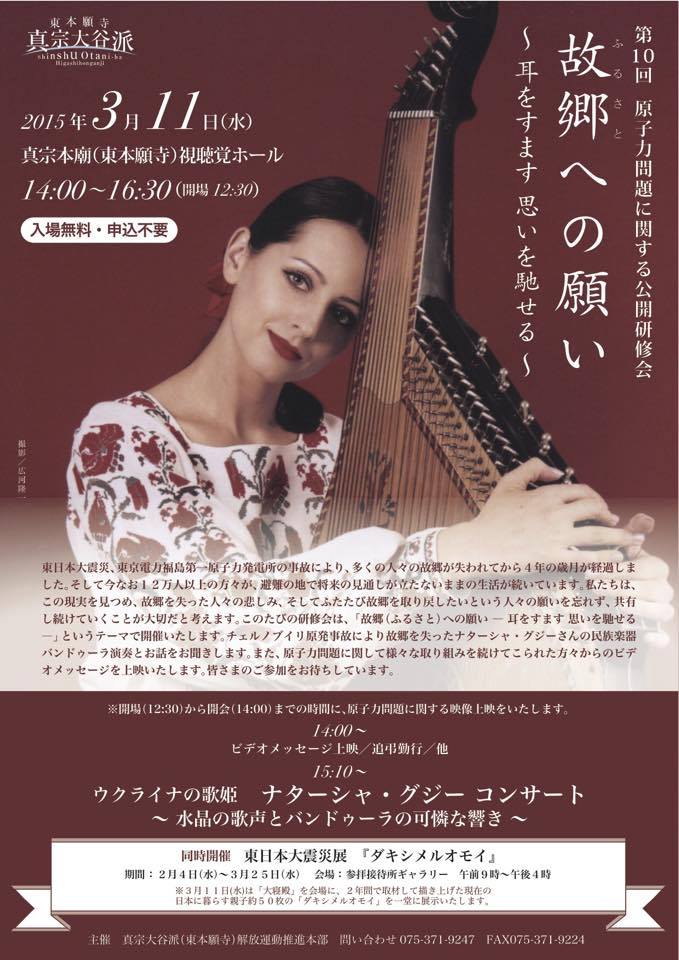 東本願寺
真宗大谷派
Shinshu Otani-ha
Higashihonganji
2015年3月11日(水)
真宗本廟(東本願寺)視聴覚ホール
14:00～16:30(開場 12:30)
入場無料・申込不要
第10回 原子力問題に関する公開研修会
ふるさと
故郷への願い
～耳をすます 思いを馳せる～
撮影／広河隆一
東日本大震災、東京電力福島第一原子力発電所の事故により、多くの人々の故郷が失われてから４年の歳月が経過しま
した。そして今なお１２万人以上の方々が、避難の地で将来の見通しが立たないままの生活が続いています。私たちは、
この現実を見つめ、故郷を失った人々の悲しみ、そしてふたたび故郷を取り戻したいという人々の願いを忘れず、共有
し続けていくことが大切だと考えます。このたびの研修会は、「故郷(ふるさと)への願い ― 耳をすます 思いを馳せる
―」というテーマで開催いたします。チェルノブイリ原発事故により故郷を失ったナターシャ・グジーさんの民族楽器
バンドゥーラ演奏とお話をお聞きします。また、原子力問題に関して様々な取り組みを続けてこられた方々からのビデ
オメッセージを上映いたします。皆さまのご参加をお待ちしています。
※開場(12:30)から開会(14:00)までの時間に、原子力問題に関する映像上映をいたします。
14:00～
ビデオメッセージ上映／追弔勤行／他
15:10～
ウクライナの歌姫 ナターシャ・グジー コンサート
～ 水晶の歌声とバンドゥーラの可憐な響き ～
同時開催 東日本大震災展 『ダキシメルオモイ』
期間：２月４日(水)～３月２５日(水) 会場：参拝接待所ギャラリー 午前９時～午後４時
※３月１１日(水)は「大寝殿」を会場に、２年間で取材して描き上げた現在の
日本に暮らす親子約５０枚の「ダキシメルオモイ」を一堂に展示いたします。
主催 真宗大谷派(東本願寺)解放運動推進本部 問い合わせ 075-371-9247 FAX075-371-9224